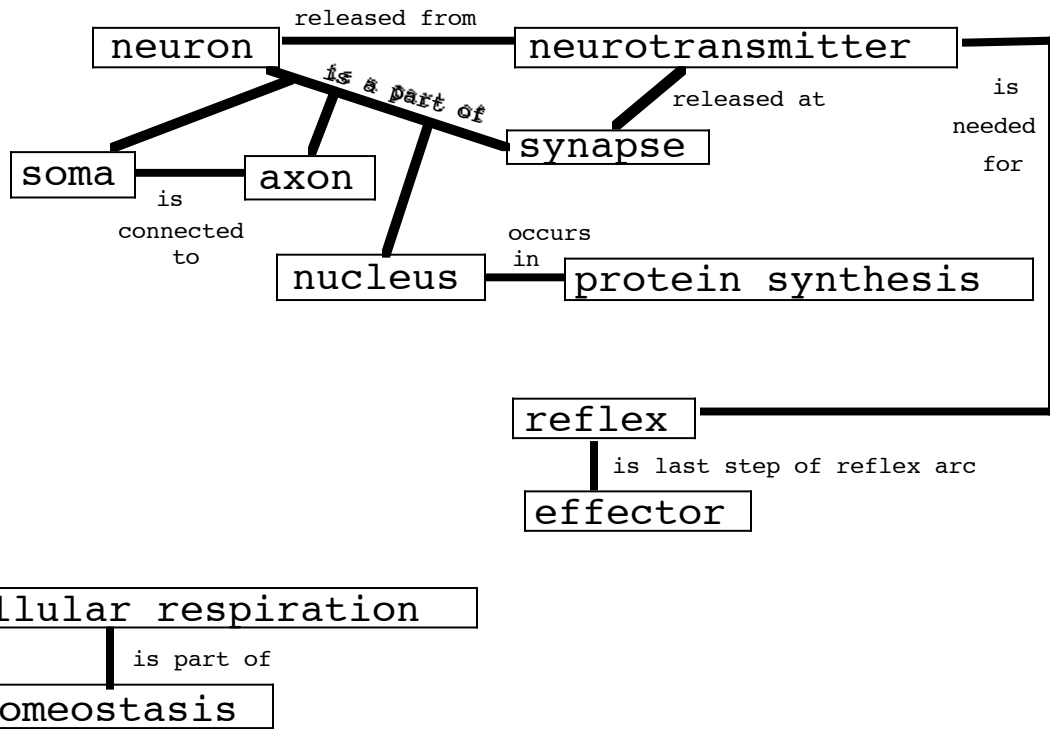 released from
neuron
neurotransmitter
is a part of
released at
is
needed
for
synapse
soma
axon
is
connected
to
occurs
in
nucleus
protein synthesis
reflex
is last step of reflex arc
effector
llular respiration
is part of
omeostasis